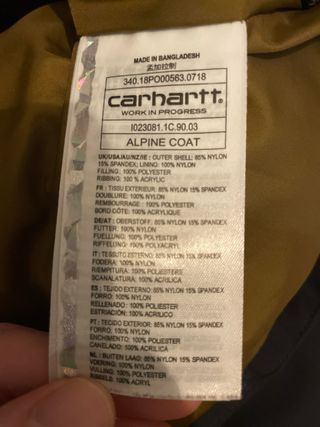 MADE IN BANGLADESH
孟加拉制
340.18PO00563.0718
carhartt.
WORK IN PROGRESS
I023081.1C.90.03
ALPINE COAT
UK/USA/AU/NZ/IE : OUTER SHELL: 85% NYLON
15% SPANDEX; LINING: 100% NYLON
FILLING: 100% POLYESTER
RIBBING: 100 % ACRYLIC
FR : TISSU EXTERIEUR: 85% NYLON 15% SPANDEX
DOUBLURE: 100% NYLON
REMBOURRAGE : 100% POLYESTER
BORD CÔTE: 100% ACRYLIQUE
DE/AT : OBERSTOFF: 85% NYLON 15% SPANDEX
FUTTER: 100% NYLON
FUELLUNG: 100% POLYESTER
RIFFELUNG: 100% POLYACRYL
IT : TESSUTO ESTERNO: 85% NYLON 15% SPANDEX
FODERA: 100% NYLON
RIEMPITURA: 100% POLIESTERE
SCANALATURA: 100% ACRILICA
ES : TEJIDO EXTERNO: 85% NYLON 15% SPANDEX
FORRO: 100% NYLON
RELLENADO: 100% POLIESTER
ESTRIACIÓN: 100% ACRILICO
PT : TECIDO EXTERIOR: 85% NYLON 15% SPANDEX
FORRO: 100% NYLON
ENCHIMENTO: 100% POLIESTER
CANELADO: 100% ACRILICO
NL : BUITEN LAAG: 85% NYLON 15% SPANDEX
VOERING: 100% NYLON
VULLING: 100% POLYESTER
RIBBELS: 100% ACRYL